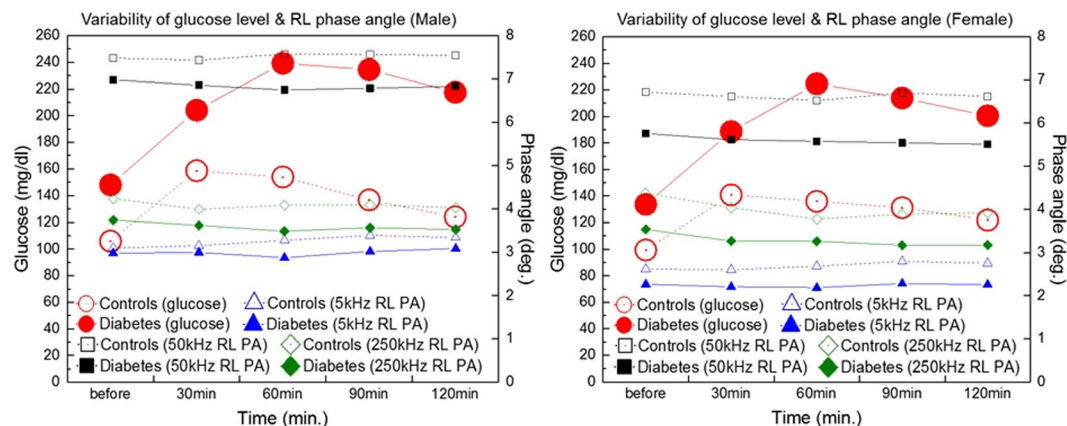 Variability of glucose level & RL phase angle (Male)
260
240
220
200
180
160
140
120
100
80
60
40
20
0
Glucose (mg/dl)
8
7
6
5
4
3
2
1
0
Phase angle (deg.)
Controls (glucose) Controls (5kHz RL PA)
Diabetes (glucose) Diabetes (5kHz RL PA)
Controls (50kHz RL PA) Controls (250kHz RL PA)
Diabetes (50kHz RL PA) Diabetes (250kHz RL PA)
before 30min 60min 90min 120min
Time (min.)
Variability of glucose level & RL phase angle (Female)
260
240
220
200
180
160
140
120
100
80
60
40
20
0
Glucose (mg/dl)
8
7
6
5
4
3
2
1
0
Phase angle (deg.)
Controls (glucose) Controls (5kHz RL PA)
Diabetes (glucose) Diabetes (5kHz RL PA)
Controls (50kHz RL PA) Controls (250kHz RL PA)
Diabetes (50kHz RL PA) Diabetes (250kHz RL PA)
before 30min 60min 90min 120min
Time (min.)